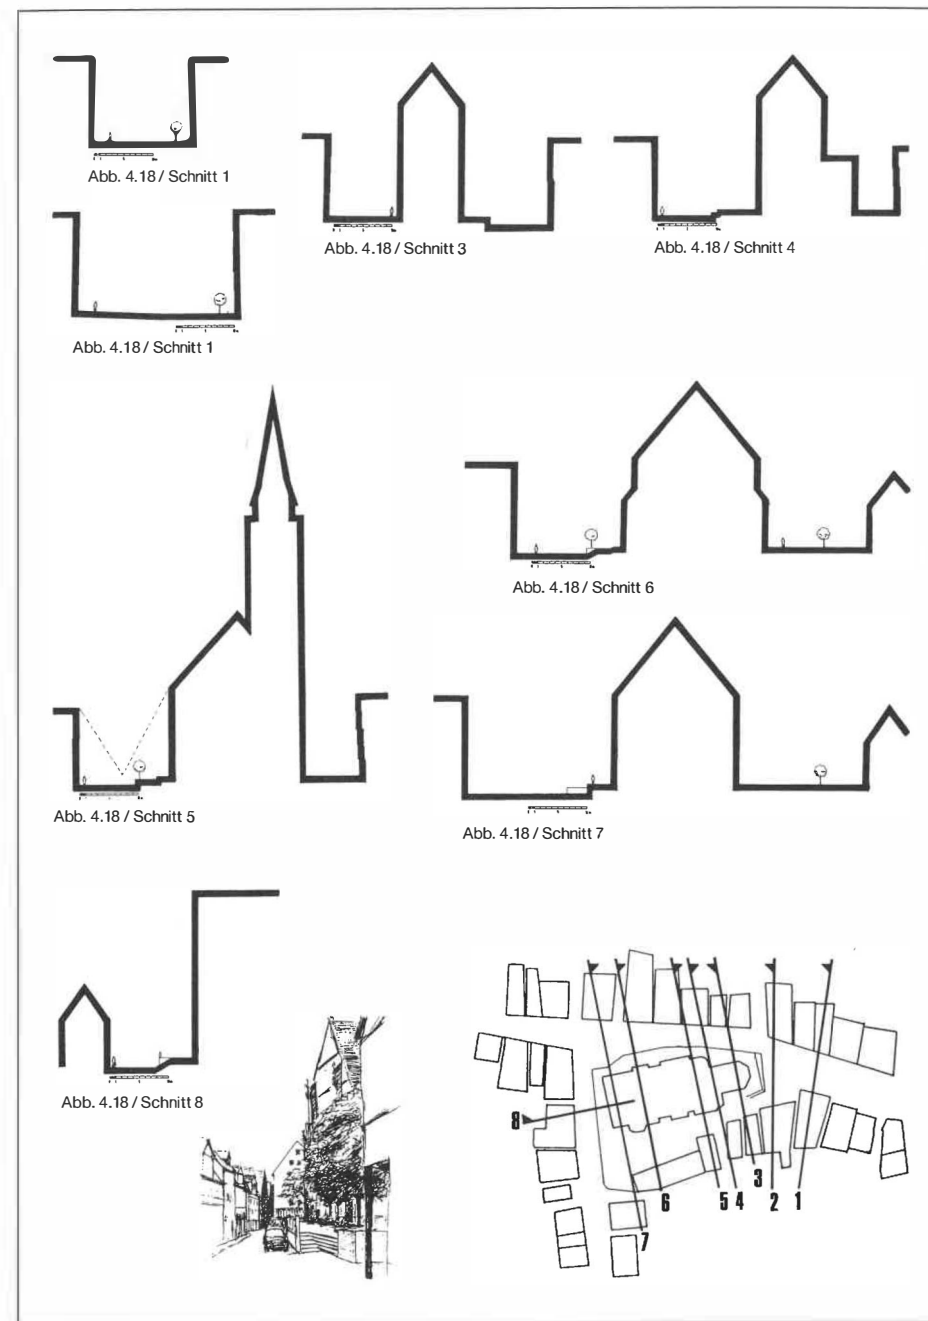 Abb. 4.18 / Schnitt 1
Abb. 4.18 / Schnitt 3
Abb. 4.18 / Schnitt 4
Abb. 4.18 / Schnitt 1
Abb. 4.18 / Schnitt 6
Abb. 4.18 / Schnitt 5
Abb. 4.18 / Schnitt 7
Abb. 4.18 / Schnitt 8
8
3
6
5
4
2
1
7